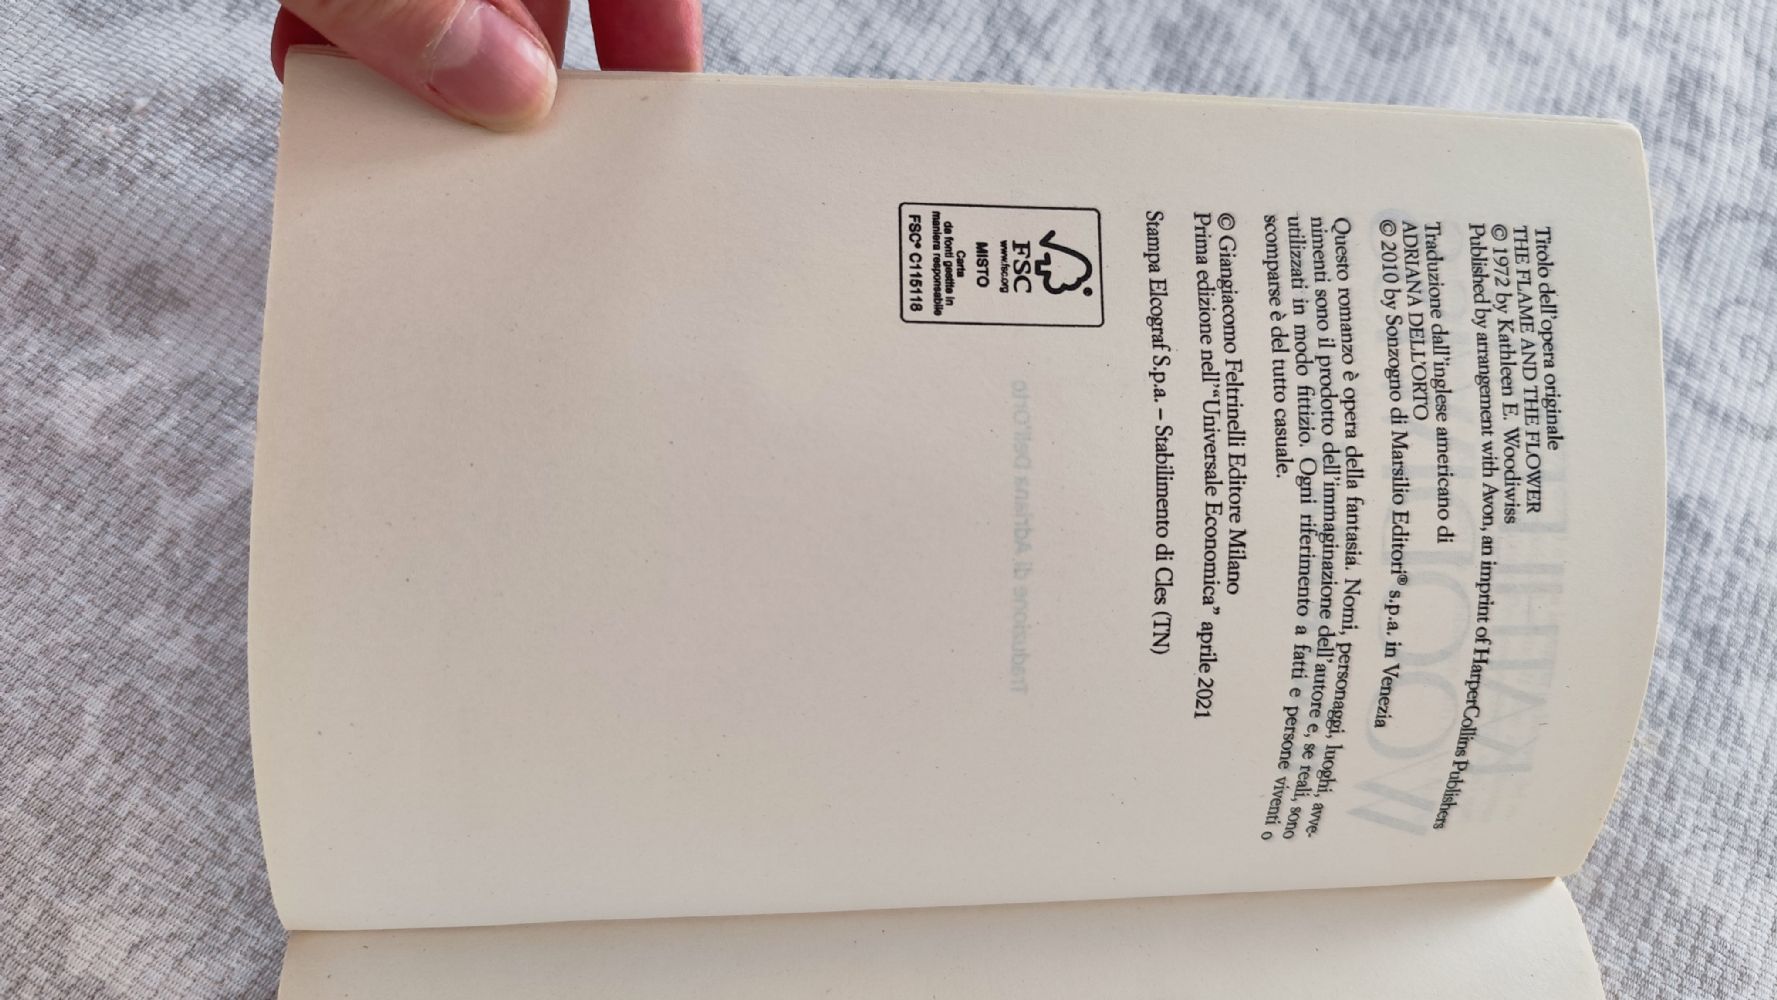 Titolo dell'opera originale
THE FLAME AND THE FLOWER
© 1972 by Kathleen E. Woodiwiss
Published by arrangement with Avon, an imprint of HarperCollins Publishers
Traduzione dall'inglese americano di
ADRIANA DELL'ORTO
© 2010 by Sonzogno di Marsilio Editori® s.p.a. in Venezia
Questo romanzo è opera della fantasia. Nomi, personaggi, luoghi, avve-
nimenti sono il prodotto dell'immaginazione dell'autore e, se reali, sono
utilizzati in modo fittizio. Ogni riferimento a fatti e persone viventi o
scomparse è del tutto casuale.
© Giangiacomo Feltrinelli Editore Milano
Prima edizione nell'"Universale Economica" aprile 2021
Stampa Elcograf S.p.a. – Stabilimento di Cles (TN)
®
FSC
www.fsc.org
MISTO
Carta
da fonti gestite in
maniera responsabile
FSC® C115118
Traduzione di Adriana Dell'Orto